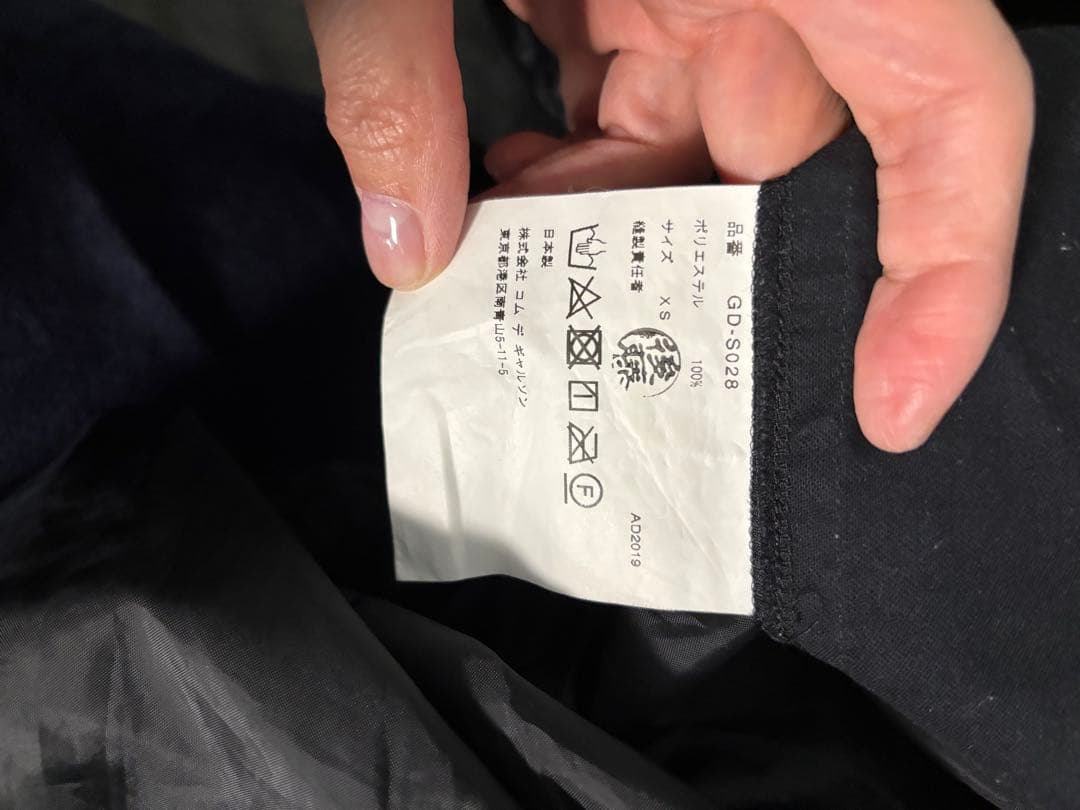 品番 GD-S028
ポリエステル 100%
サイズ XS
縫製責任者 後藤
AD2019
F
日本製
株式会社 コム デ ギャルソン
東京都港区南青山5-11-5